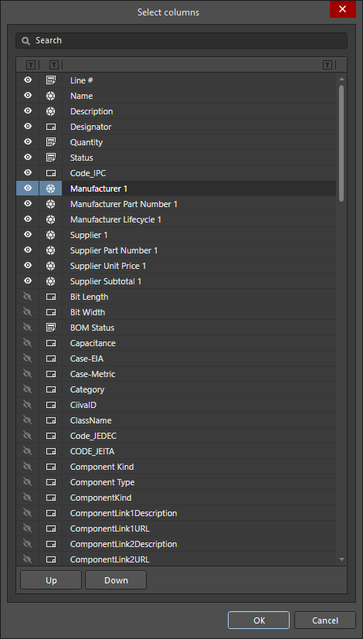 Select columns
Search
Line #
Name
Description
Designator
Quantity
Status
Code_IPC
Manufacturer 1
Manufacturer Part Number 1
Manufacturer Lifecycle 1
Supplier 1
Supplier Part Number 1
Supplier Unit Price 1
Supplier Subtotal 1
Bit Length
Bit Width
BOM Status
Capacitance
Case-EIA
Case-Metric
Category
CiivaID
ClassName
Code_JEDEC
CODE_JEITA
Component Kind
Component Type
ComponentKind
ComponentLink1Description
ComponentLink1URL
ComponentLink2Description
ComponentLink2URL
Up Down
OK Cancel